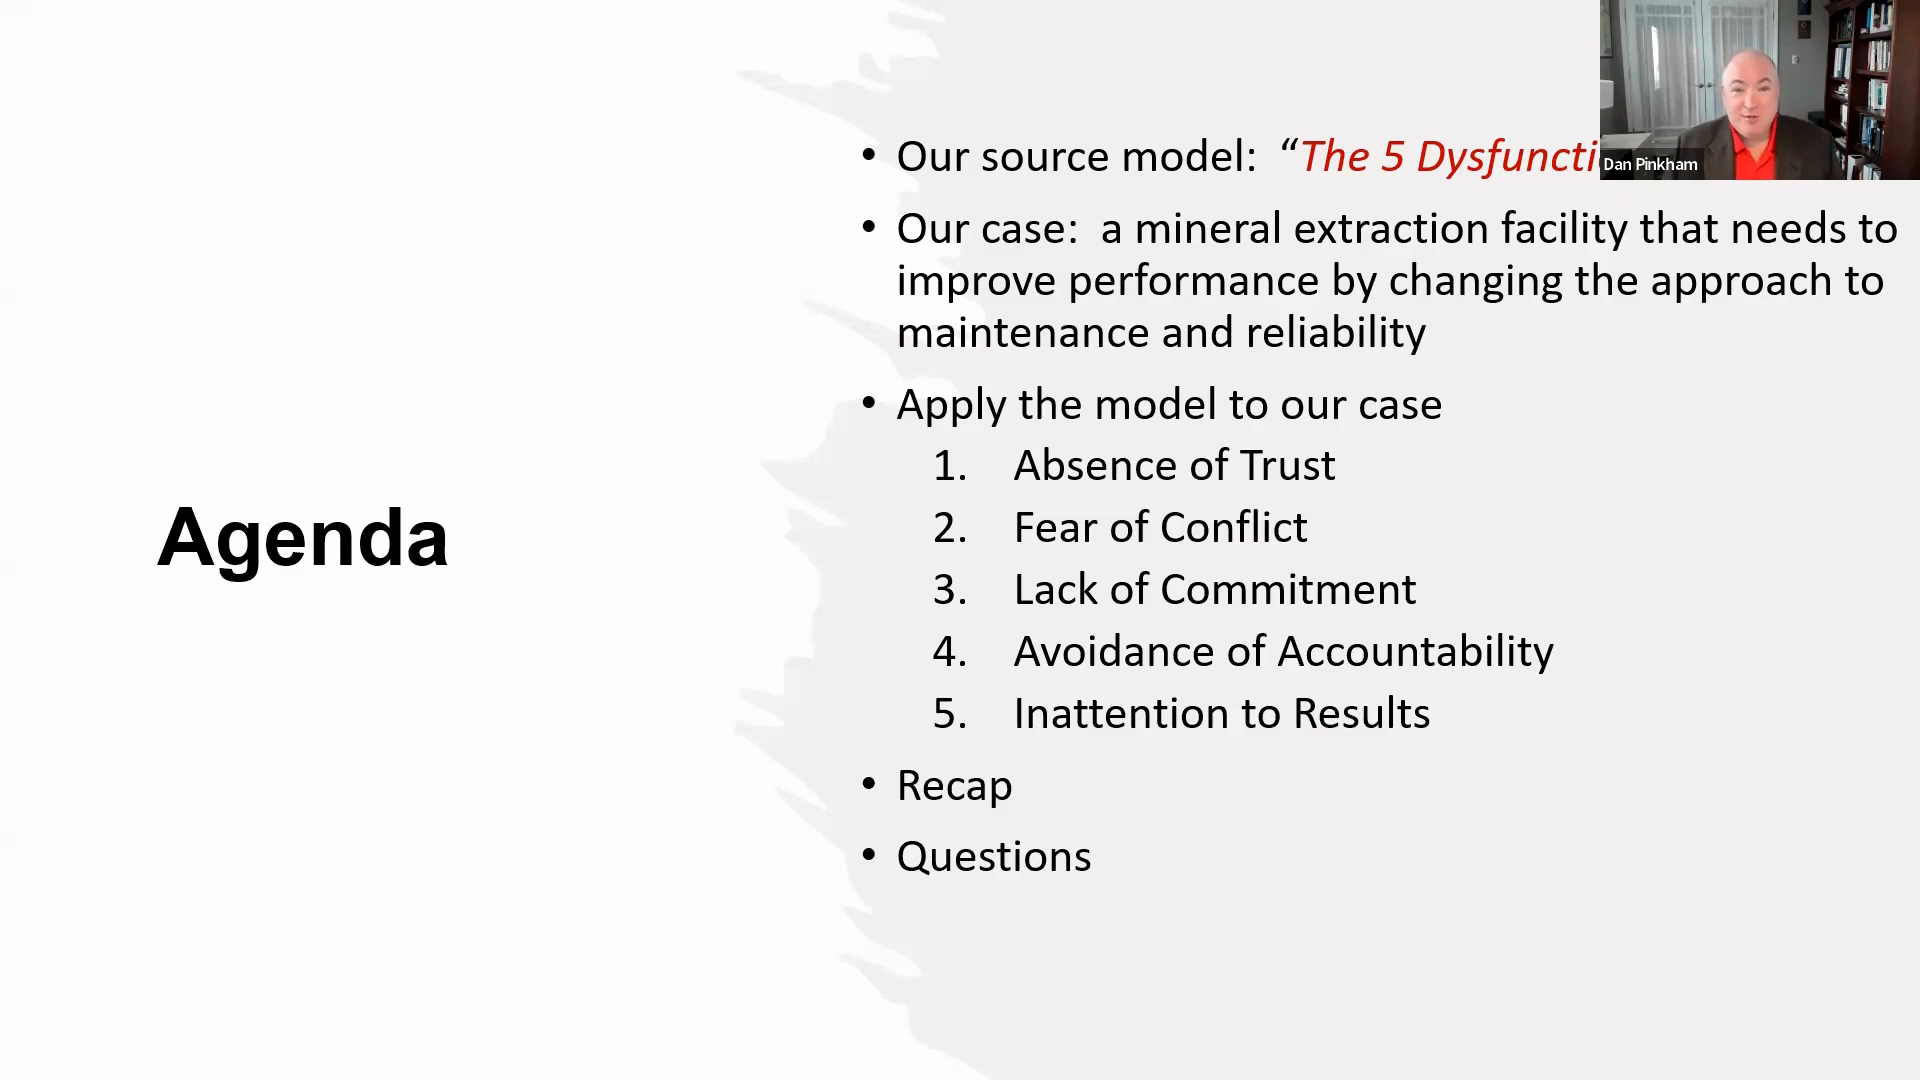 Agenda
• Our source model: “The 5 Dysfuncti
• Our case: a mineral extraction facility that needs to
improve performance by changing the approach to
maintenance and reliability
• Apply the model to our case
1. Absence of Trust
2. Fear of Conflict
3. Lack of Commitment
4. Avoidance of Accountability
5. Inattention to Results
• Recap
• Questions
Dan Pinkham